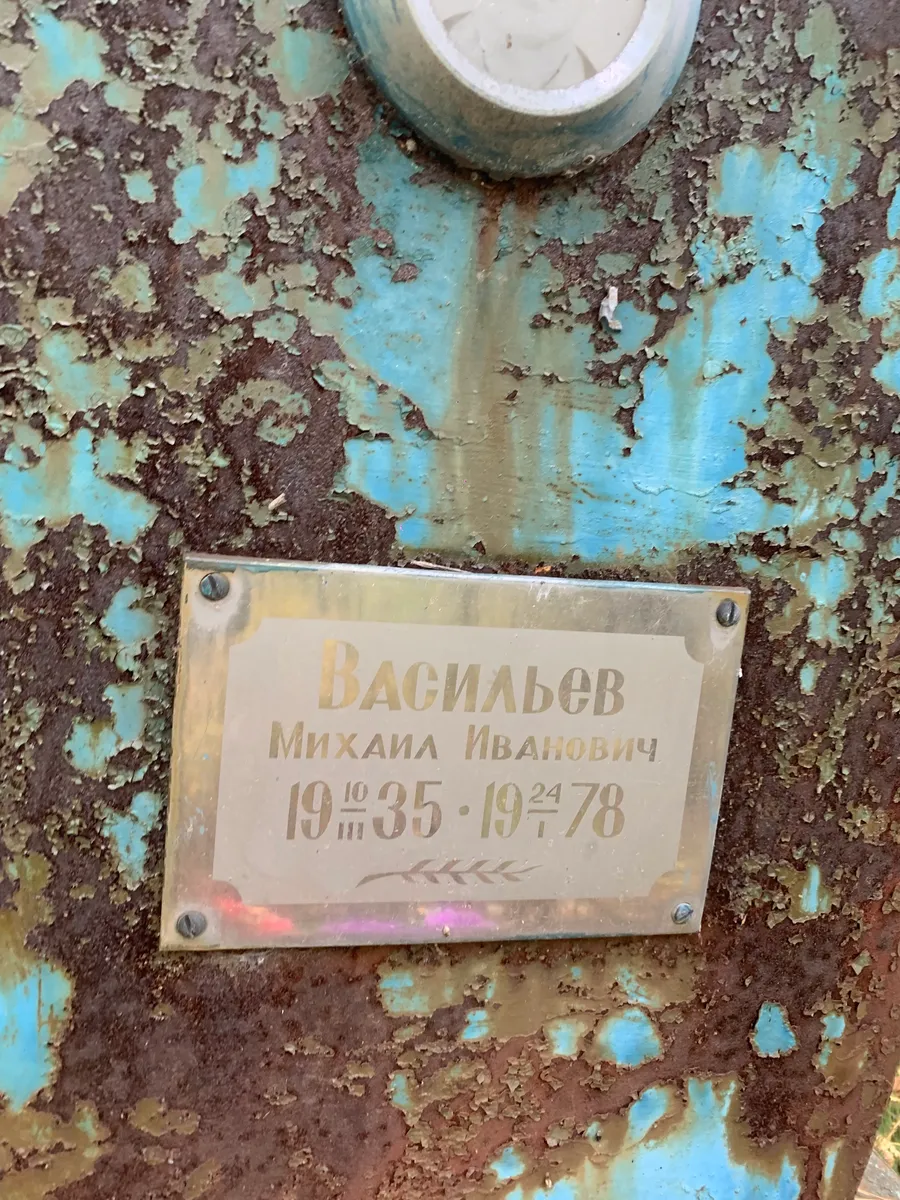 Васильев
Михаил Иванович
19 10/III 35 · 19 24/I 78